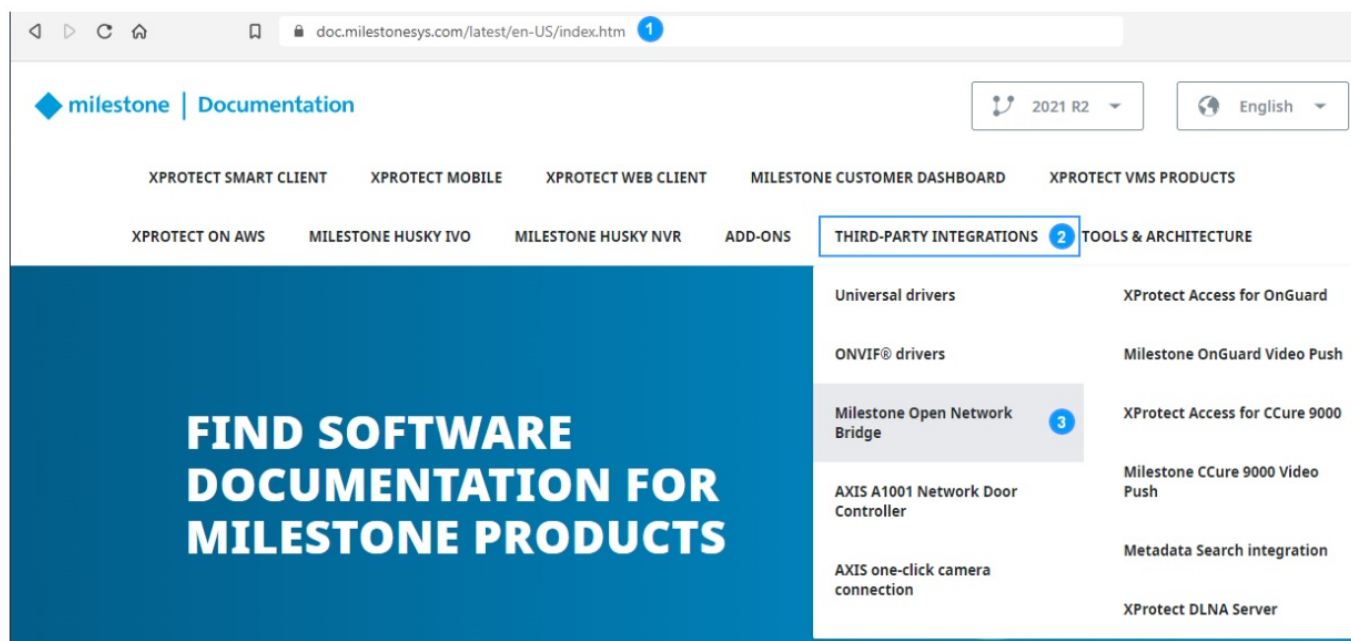 doc.milestonesys.com/latest/en-US/index.htm 1
milestone | Documentation
2021 R2
English
XPROTECT SMART CLIENT XPROTECT MOBILE XPROTECT WEB CLIENT MILESTONE CUSTOMER DASHBOARD XPROTECT VMS PRODUCTS
XPROTECT ON AWS MILESTONE HUSKY IVO MILESTONE HUSKY NVR ADD-ONS THIRD-PARTY INTEGRATIONS 2 TOOLS & ARCHITECTURE
FIND SOFTWARE
DOCUMENTATION FOR
MILESTONE PRODUCTS
Universal drivers
ONVIF® drivers
Milestone Open Network
Bridge 3
AXIS A1001 Network Door
Controller
AXIS one-click camera
connection
XProtect Access for OnGuard
Milestone OnGuard Video Push
XProtect Access for CCure 9000
Milestone CCure 9000 Video
Push
Metadata Search integration
XProtect DLNA Server